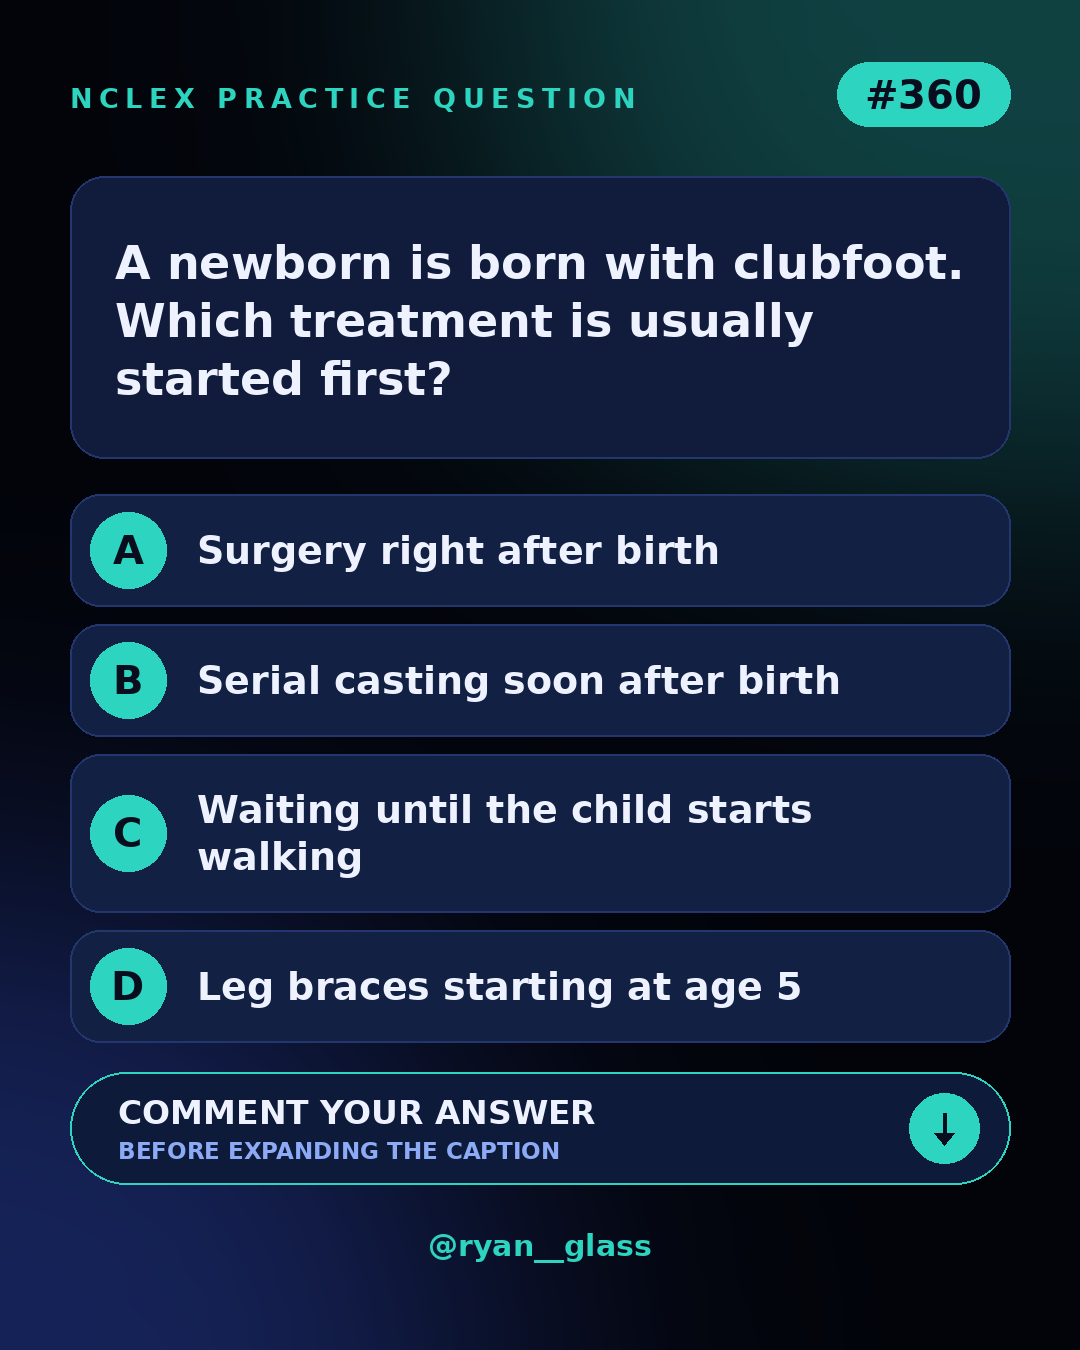 NCLEX PRACTICE QUESTION
#360
A newborn is born with clubfoot.
Which treatment is usually
started first?
A
Surgery right after birth
B
Serial casting soon after birth
C
Waiting until the child starts
walking
D
Leg braces starting at age 5
COMMENT YOUR ANSWER
BEFORE EXPANDING THE CAPTION
@ryan__glass